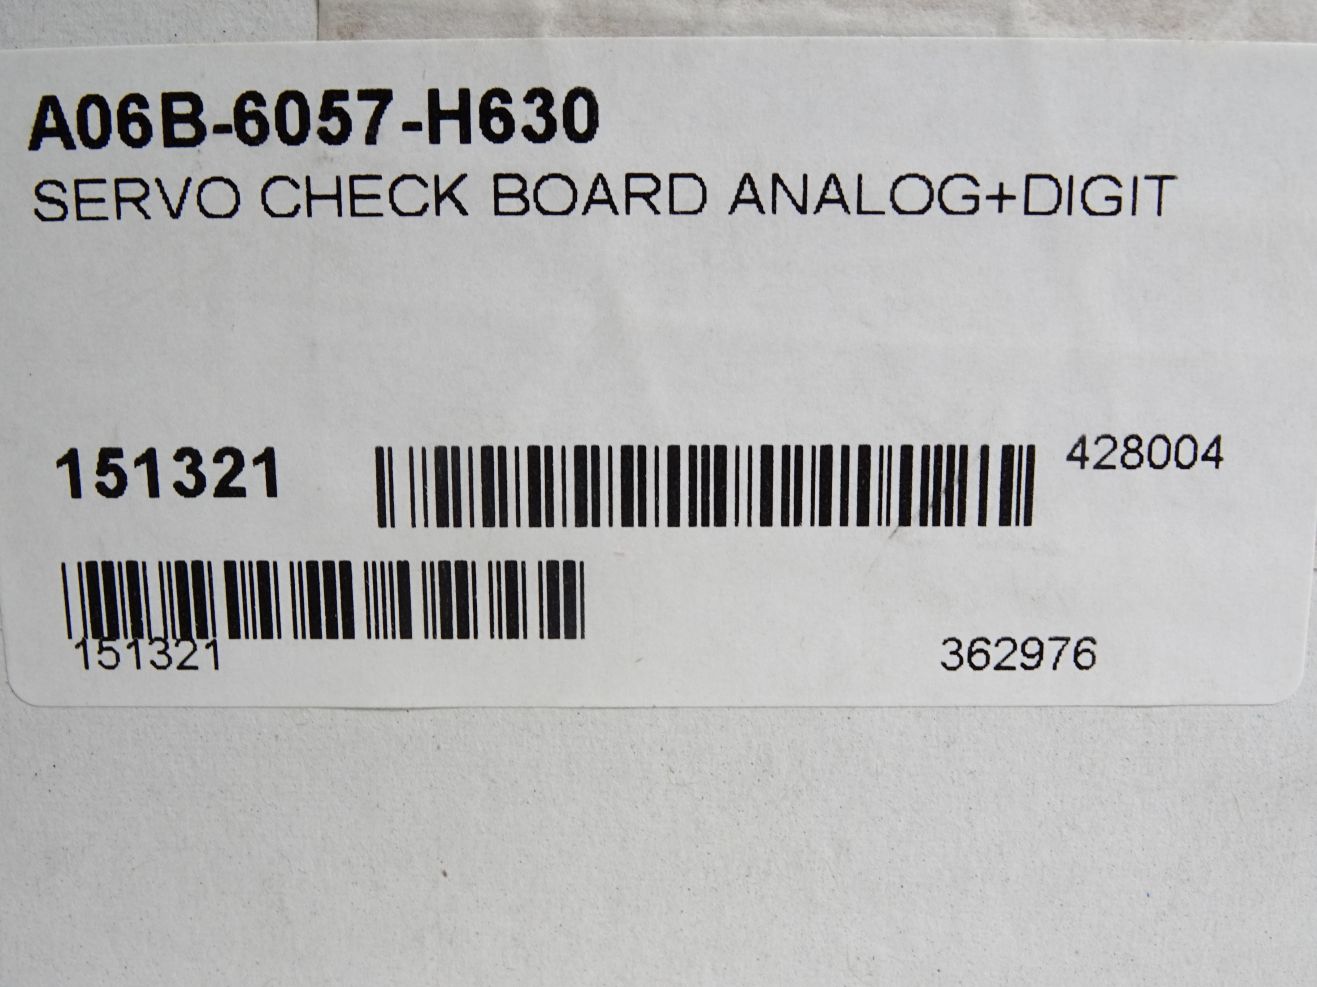 A06B-6057-H630
SERVO CHECK BOARD ANALOG+DIGIT
151321
428004
151321
362976